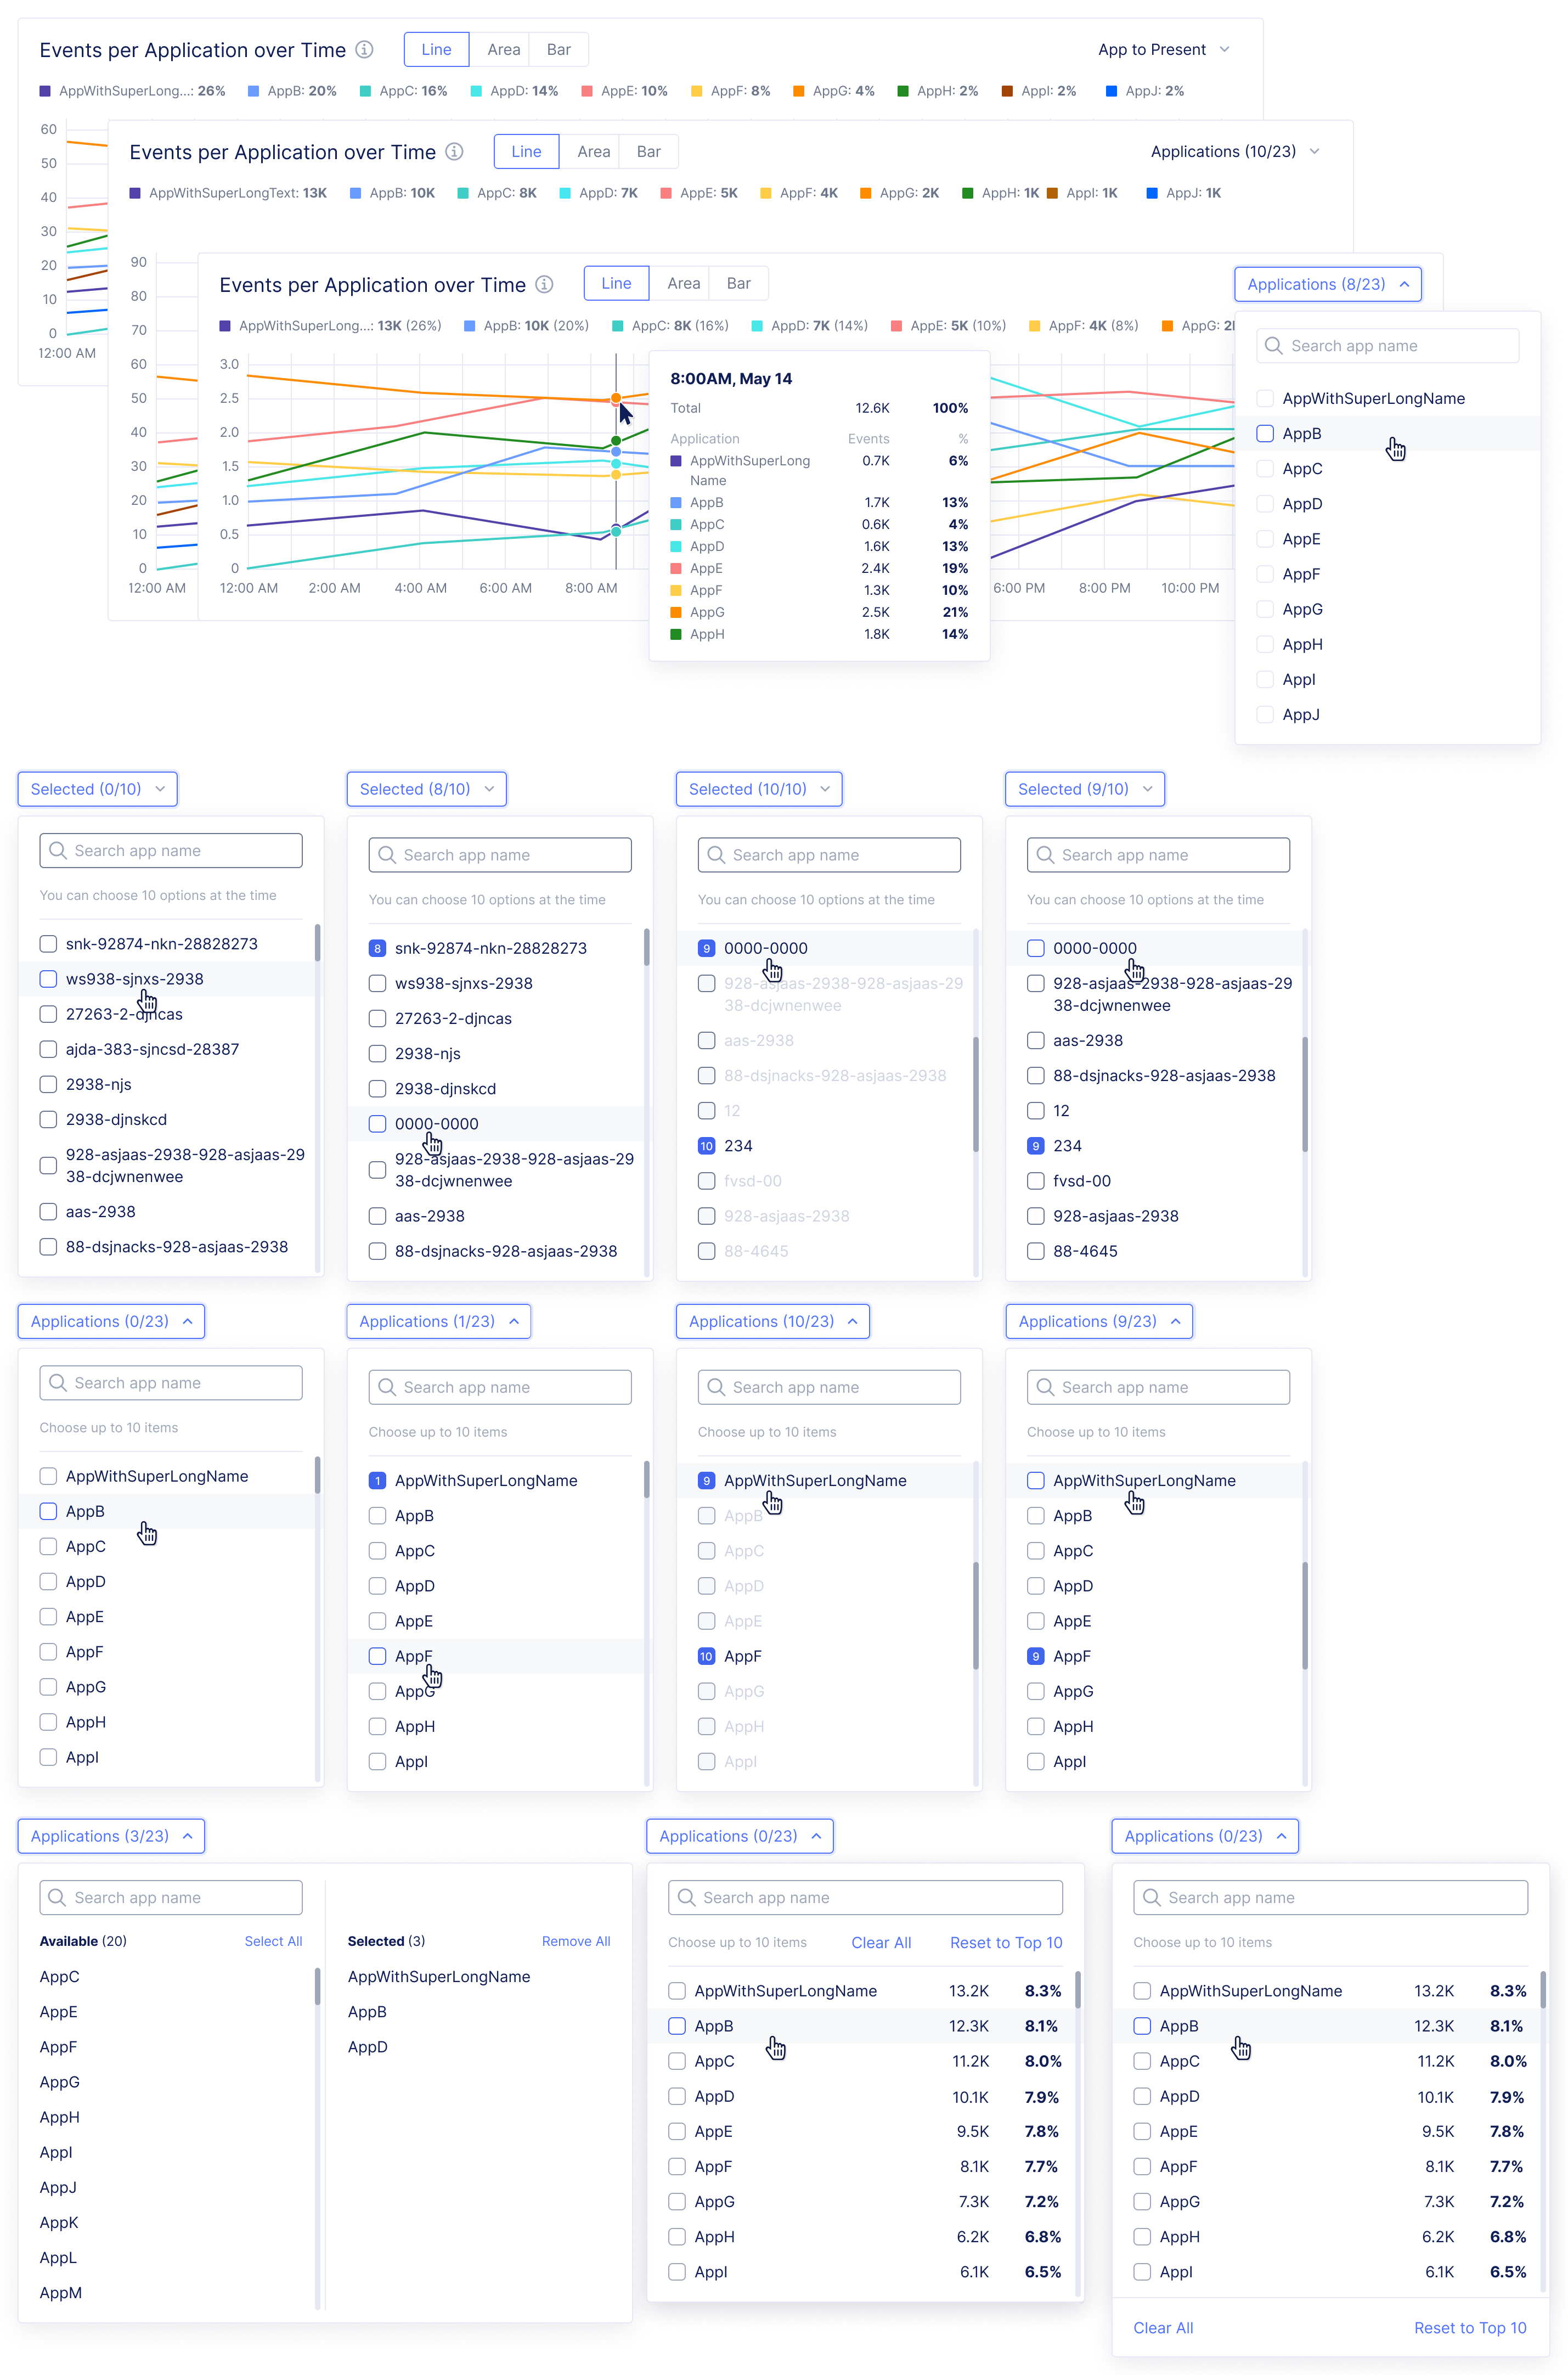 Events per Application over Time
Line Area Bar
App to Present
AppWithSuperLong...: 26% AppB: 20% AppC: 16% AppD: 14% AppE: 10% AppF: 8% AppG: 4% AppH: 2% AppI: 2% AppJ: 2%
60
50
40
30
20
10
0
12:00 AM
Events per Application over Time
Line Area Bar
Applications (10/23)
AppWithSuperLongText: 13K AppB: 10K AppC: 8K AppD: 7K AppE: 5K AppF: 4K AppG: 2K AppH: 1K AppI: 1K AppJ: 1K
90
80
70
60
50
40
30
20
10
0
12:00 AM
Events per Application over Time
Line Area Bar
Applications (8/23)
AppWithSuperLong...: 13K (26%) AppB: 10K (20%) AppC: 8K (16%) AppD: 7K (14%) AppE: 5K (10%) AppF: 4K (8%) AppG:
3.0
2.5
2.0
1.5
1.0
0.5
0
12:00 AM 2:00 AM 4:00 AM 6:00 AM 8:00 AM 6:00 PM 8:00 PM 10:00 PM
8:00AM, May 14
Total 12.6K 100%
Application Events %
AppWithSuperLong 0.7K 6%
Name
AppB 1.7K 13%
AppC 0.6K 4%
AppD 1.6K 13%
AppE 2.4K 19%
AppF 1.3K 10%
AppG 2.5K 21%
AppH 1.8K 14%
Search app name
AppWithSuperLongName
AppB
AppC
AppD
AppE
AppF
AppG
AppH
AppI
AppJ
Selected (0/10)
Search app name
You can choose 10 options at the time
snk-92874-nkn-28828273
ws938-sjnxs-2938
27263-2-djncas
ajda-383-sjncsd-28387
2938-njs
2938-djnskcd
928-asjaas-2938-928-asjaas-29
38-dcjwnenwee
aas-2938
88-dsjnacks-928-asjaas-2938
Selected (8/10)
Search app name
You can choose 10 options at the time
8 snk-92874-nkn-28828273
ws938-sjnxs-2938
27263-2-djncas
2938-njs
2938-djnskcd
0000-0000
928-asjaas-2938-928-asjaas-29
38-dcjwnenwee
aas-2938
88-dsjnacks-928-asjaas-2938
Selected (10/10)
Search app name
You can choose 10 options at the time
9 0000-0000
928-asjaas-2938-928-asjaas-29
38-dcjwnenwee
aas-2938
88-dsjnacks-928-asjaas-2938
12
10 234
fvsd-00
928-asjaas-2938
88-4645
Selected (9/10)
Search app name
You can choose 10 options at the time
0000-0000
928-asjaas-2938-928-asjaas-29
38-dcjwnenwee
aas-2938
88-dsjnacks-928-asjaas-2938
12
9 234
fvsd-00
928-asjaas-2938
88-4645
Applications (0/23)
Search app name
Choose up to 10 items
AppWithSuperLongName
AppB
AppC
AppD
AppE
AppF
AppG
AppH
AppI
Applications (1/23)
Search app name
Choose up to 10 items
1 AppWithSuperLongName
AppB
AppC
AppD
AppE
AppF
AppG
AppH
AppI
Applications (10/23)
Search app name
Choose up to 10 items
9 AppWithSuperLongName
AppB
AppC
AppD
AppE
10 AppF
AppG
AppH
AppI
Applications (9/23)
Search app name
Choose up to 10 items
AppWithSuperLongName
AppB
AppC
AppD
AppE
9 AppF
AppG
AppH
AppI
Applications (3/23)
Search app name
Available (20) Select All
AppC
AppE
AppF
AppG
AppH
AppI
AppJ
AppK
AppL
AppM
Selected (3) Remove All
AppWithSuperLongName
AppB
AppD
Applications (0/23)
Search app name
Choose up to 10 items Clear All Reset to Top 10
AppWithSuperLongName 13.2K 8.3%
AppB 12.3K 8.1%
AppC 11.2K 8.0%
AppD 10.1K 7.9%
AppE 9.5K 7.8%
AppF 8.1K 7.7%
AppG 7.3K 7.2%
AppH 6.2K 6.8%
AppI 6.1K 6.5%
Applications (0/23)
Search app name
Choose up to 10 items
AppWithSuperLongName 13.2K 8.3%
AppB 12.3K 8.1%
AppC 11.2K 8.0%
AppD 10.1K 7.9%
AppE 9.5K 7.8%
AppF 8.1K 7.7%
AppG 7.3K 7.2%
AppH 6.2K 6.8%
AppI 6.1K 6.5%
Clear All Reset to Top 10